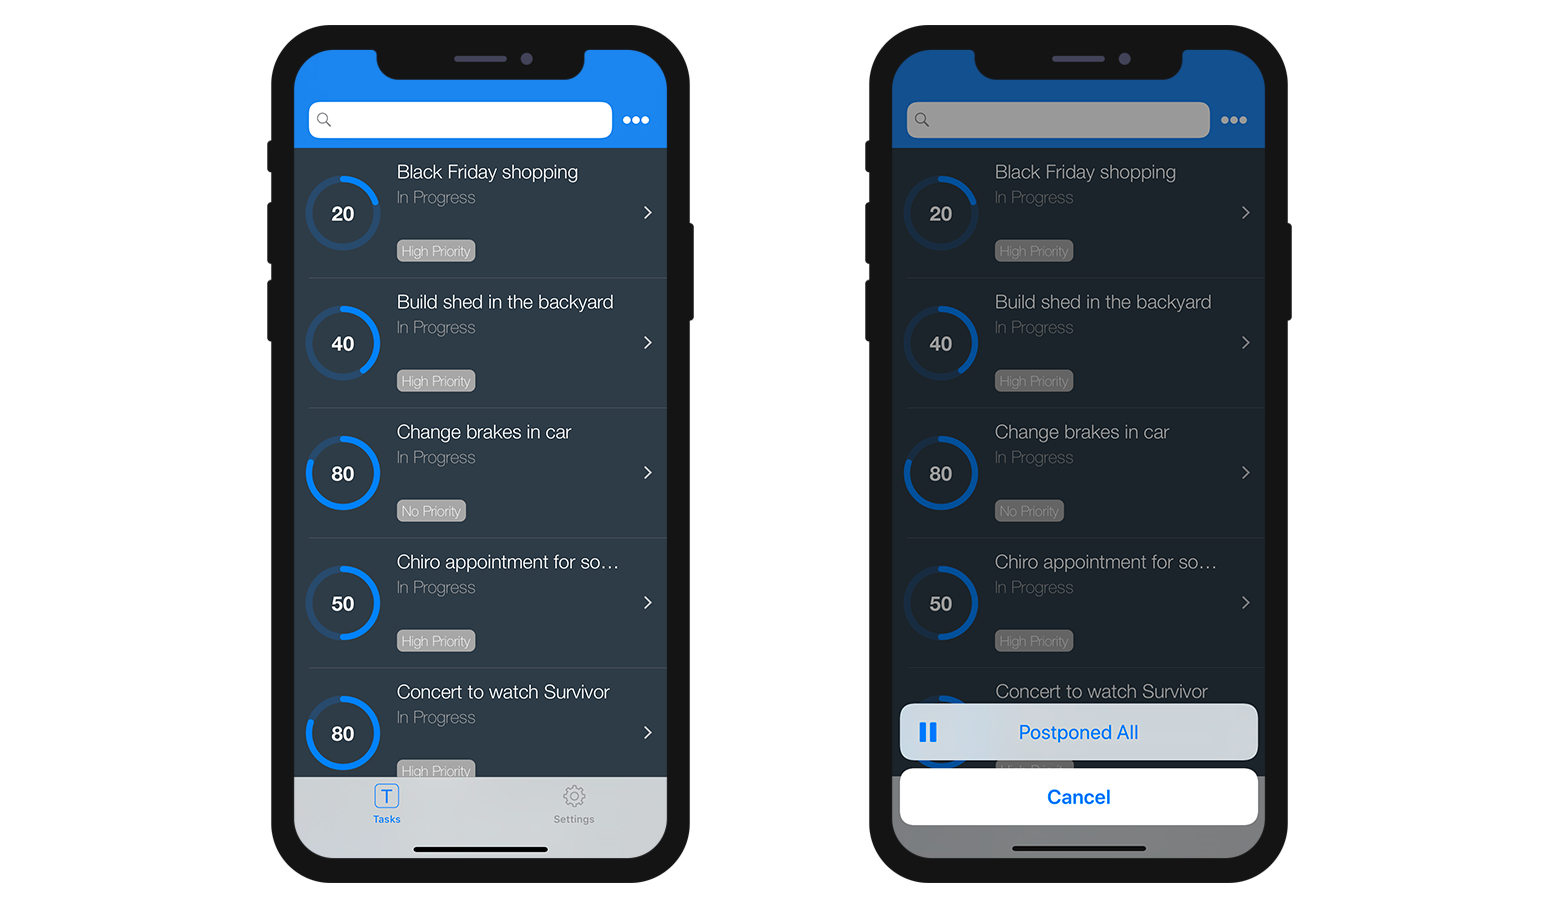 20
Black Friday shopping
In Progress
High Priority
40
Build shed in the backyard
In Progress
High Priority
80
Change brakes in car
In Progress
No Priority
50
Chiro appointment for so...
In Progress
High Priority
80
Concert to watch Survivor
In Progress
High Priority
T
Tasks
Settings
20
Black Friday shopping
In Progress
High Priority
40
Build shed in the backyard
In Progress
High Priority
80
Change brakes in car
In Progress
No Priority
50
Chiro appointment for so...
In Progress
High Priority
Concert to watch Survivor
Postponed All
High Priority
Cancel